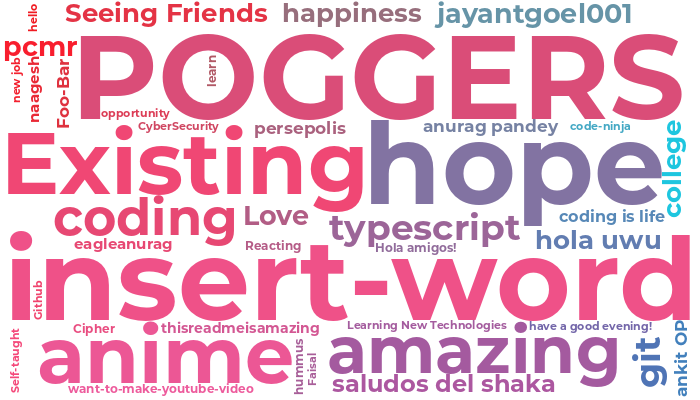 Seeing Friends
happiness
jayantgoel001
hello
pcmr
POGGERS
new job
naagesh
Foo-Bar
learn
opportunity
CyberSecurity
persepolis
anurag pandey
code-ninja
Existing
hope
college
coding
Love
typescript
coding is life
eagleanurag
Reacting
Hola amigos!
hola uwu
insert-word
Github
Cipher
thisreadmeisamazing
Learning New Technologies
have a good evening!
Self-taught
anime
hummus
Faisal
amazing
git
ankit OP
want-to-make-youtube-video
saludos del shaka